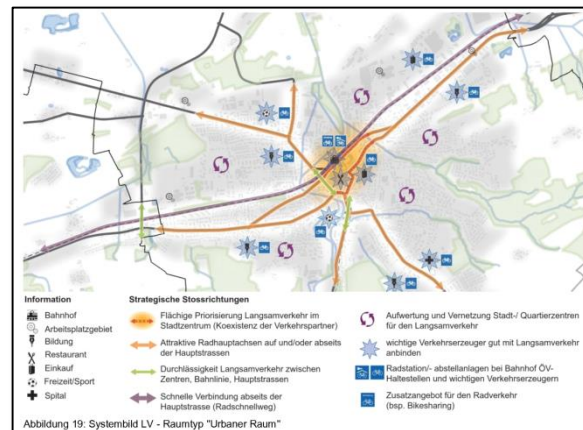 Information
Bahnhof
Arbeitsplatzgebiet
Bildung
Restaurant
Einkauf
Freizeit/Sport
Spital
Strategische Stossrichtungen
Flächige Priorisierung Langsamverkehr im
Stadtzentrum (Koexistenz der Verkehrspartner)
Attraktive Radhauptachsen auf und/oder abseits
der Hauptstrassen
Durchlässigkeit Langsamverkehr zwischen
Zentren, Bahnlinie, Hauptstrassen
Schnelle Verbindung abseits der
Hauptstrasse (Radschnellweg)
Aufwertung und Vernetzung Stadt-/ Quartierzentren
für den Langsamverkehr
wichtige Verkehrserzeuger gut mit Langsamverkehr
anbinden
Radstation/- abstellanlagen bei Bahnhof ÖV-
Haltestellen und wichtigen Verkehrserzeugern
Zusatzangebot für den Radverkehr
(bsp. Bikesharing)
Abbildung 19: Systembild LV - Raumtyp "Urbaner Raum"